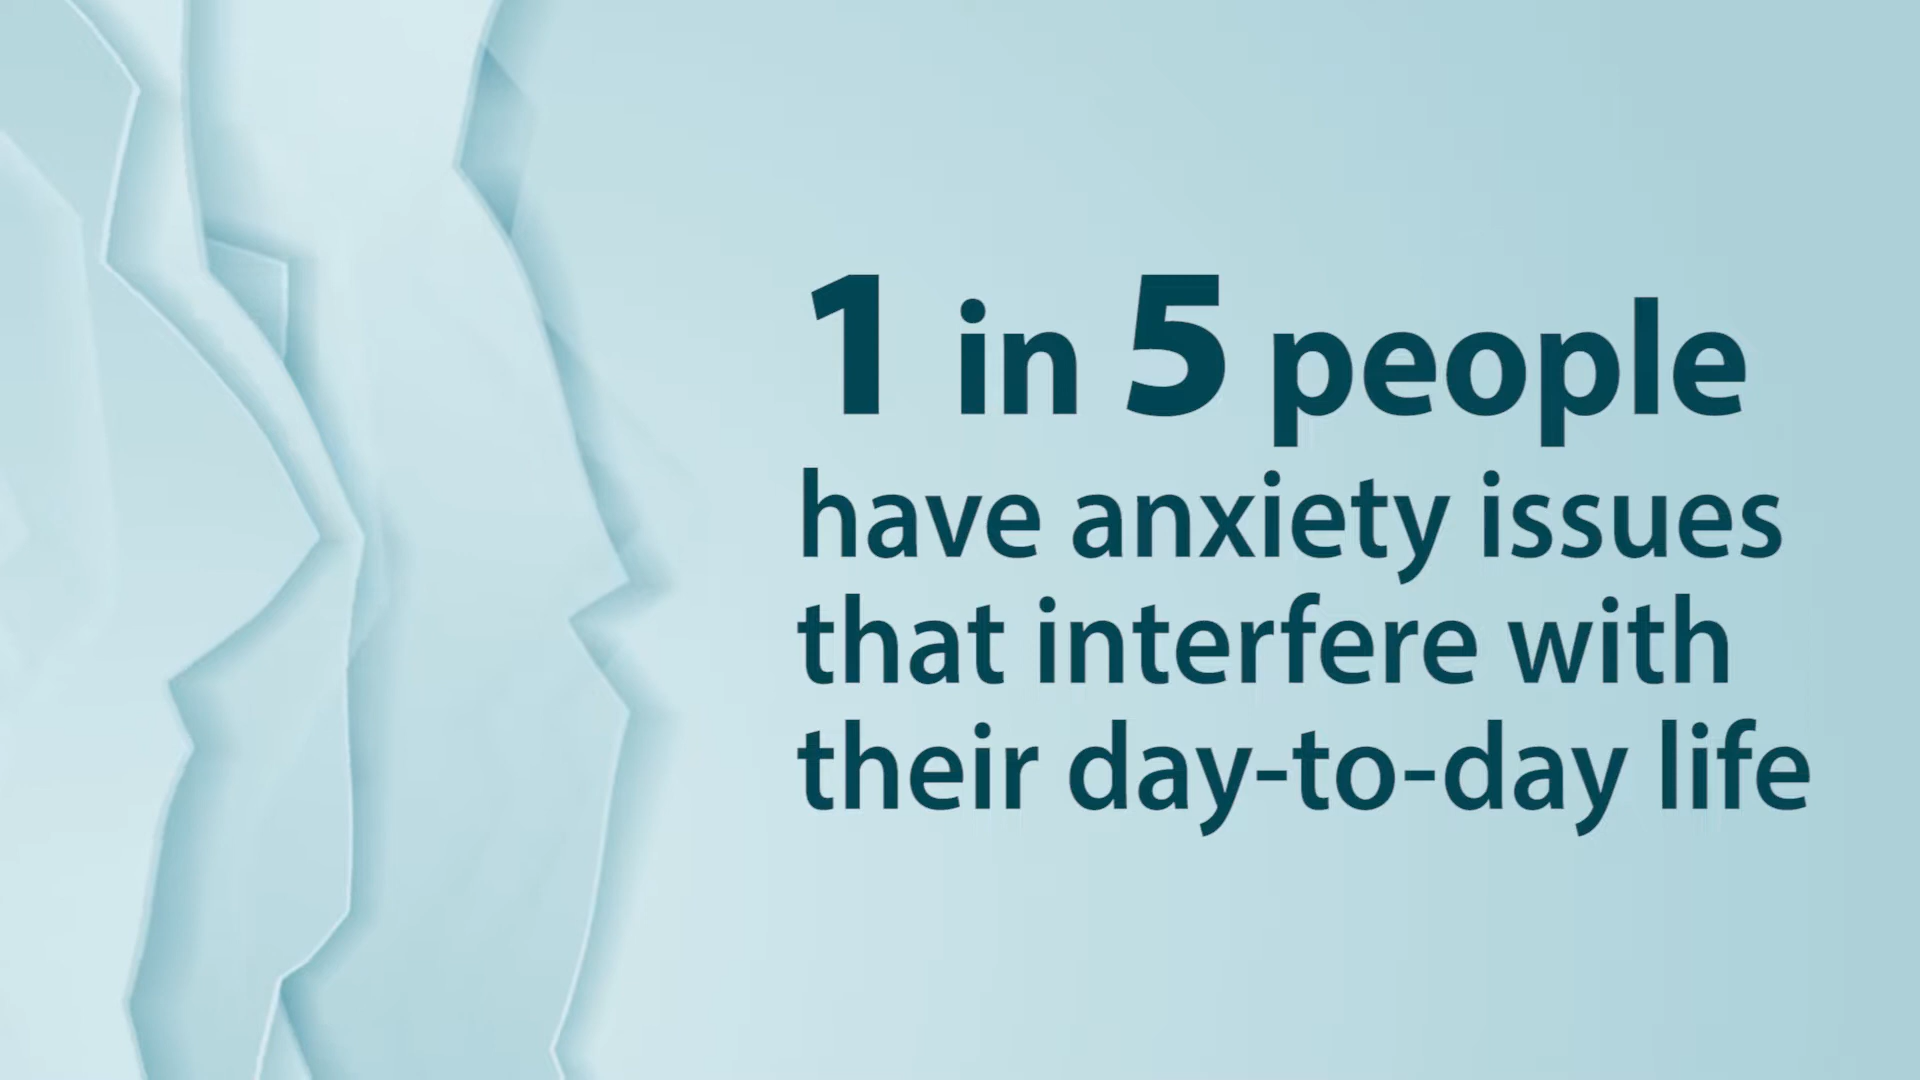 1 in 5 people
have anxiety issues
that interfere with
their day-to-day life